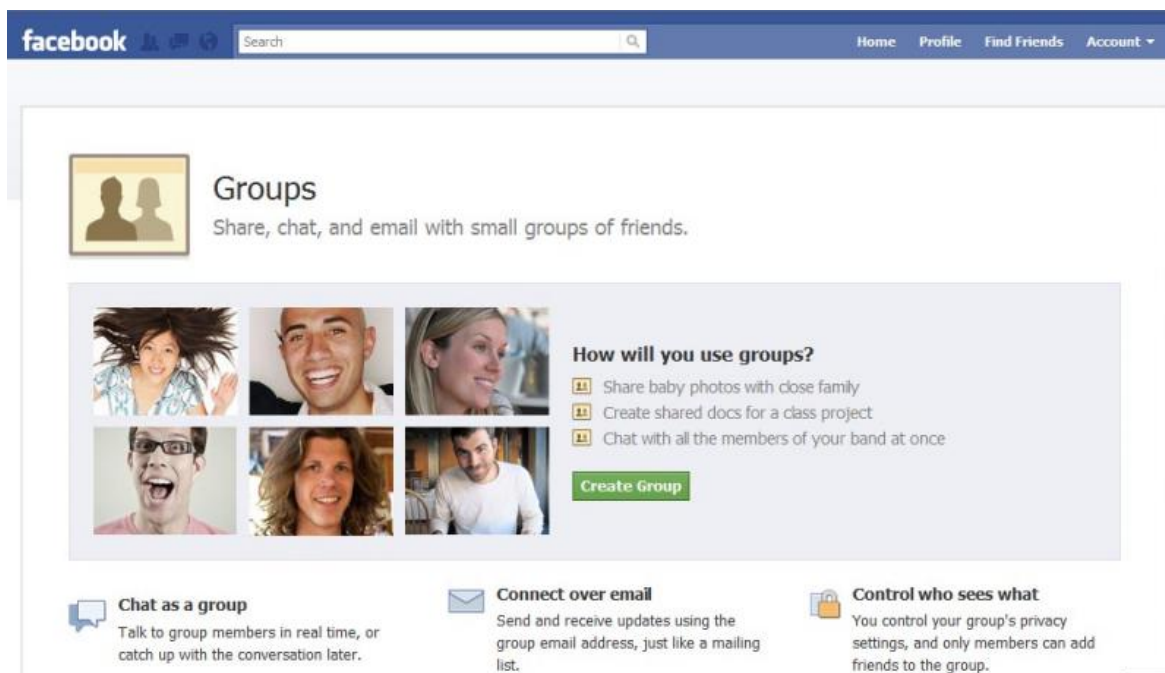 facebook
Search
Home Profile Find Friends Account
Groups
Share, chat, and email with small groups of friends.
How will you use groups?
Share baby photos with close family
Create shared docs for a class project
Chat with all the members of your band at once
Create Group
Chat as a group
Talk to group members in real time, or
catch up with the conversation later.
Connect over email
Send and receive updates using the
group email address, just like a mailing
list.
Control who sees what
You control your group's privacy
settings, and only members can add
friends to the group.